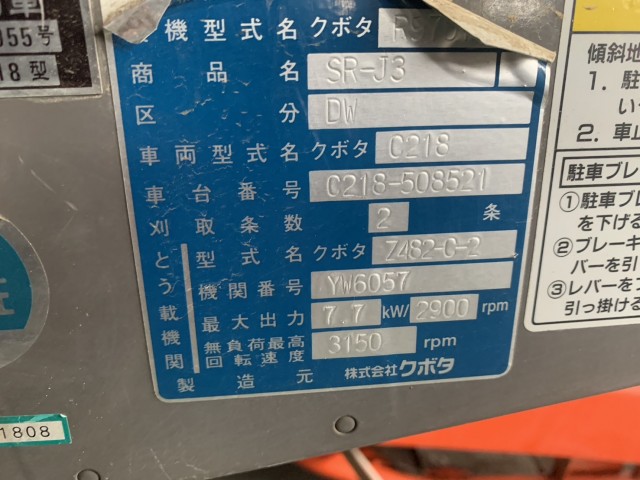 055号
18型
機型式名 クボタ
商品名 SR-J3
区分 DW
車両型式名 クボタ C218
車台番号 C218-508521
刈取条数 2 条
とう載機関
型式名 クボタ Z482-C-2
機関番号 YW6057
最大出力 7.7 kW/ 2900 rpm
無負荷最高回転速度 3150 rpm
製造元 株式会社クボタ
1808
傾斜地
1. 駐
い
2. 車止
駐車ブレ
①駐車ブレ
を下げる
②ブレーキ
バーを引
③レバーを
引っ掛ける